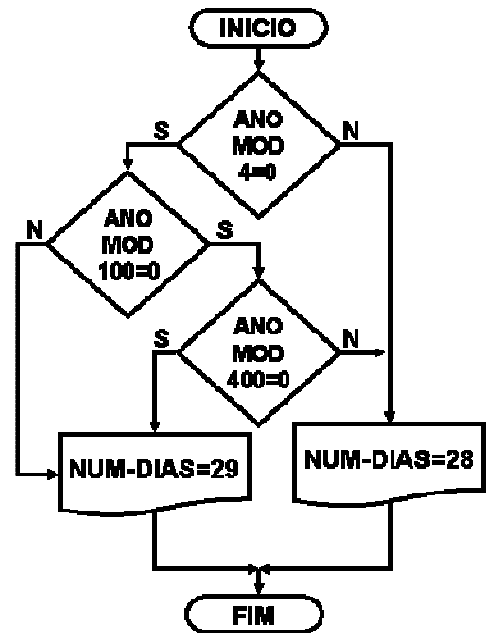 INICIO
ANO
MOD
4=0
S
N
ANO
MOD
100=0
N
S
ANO
MOD
400=0
S
N
NUM-DIAS=29
NUM-DIAS=28
FIM